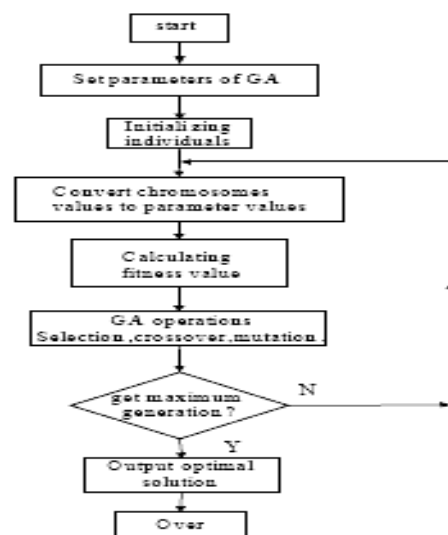 start
Set parameters of GA
Initializing
individuals
Convert chromosomes
values to parameter values
Calculating
fitness value
GA operations
Selection,crossover,mutation.
get maximum
generation?
N
Y
Output optimal
solution
Over